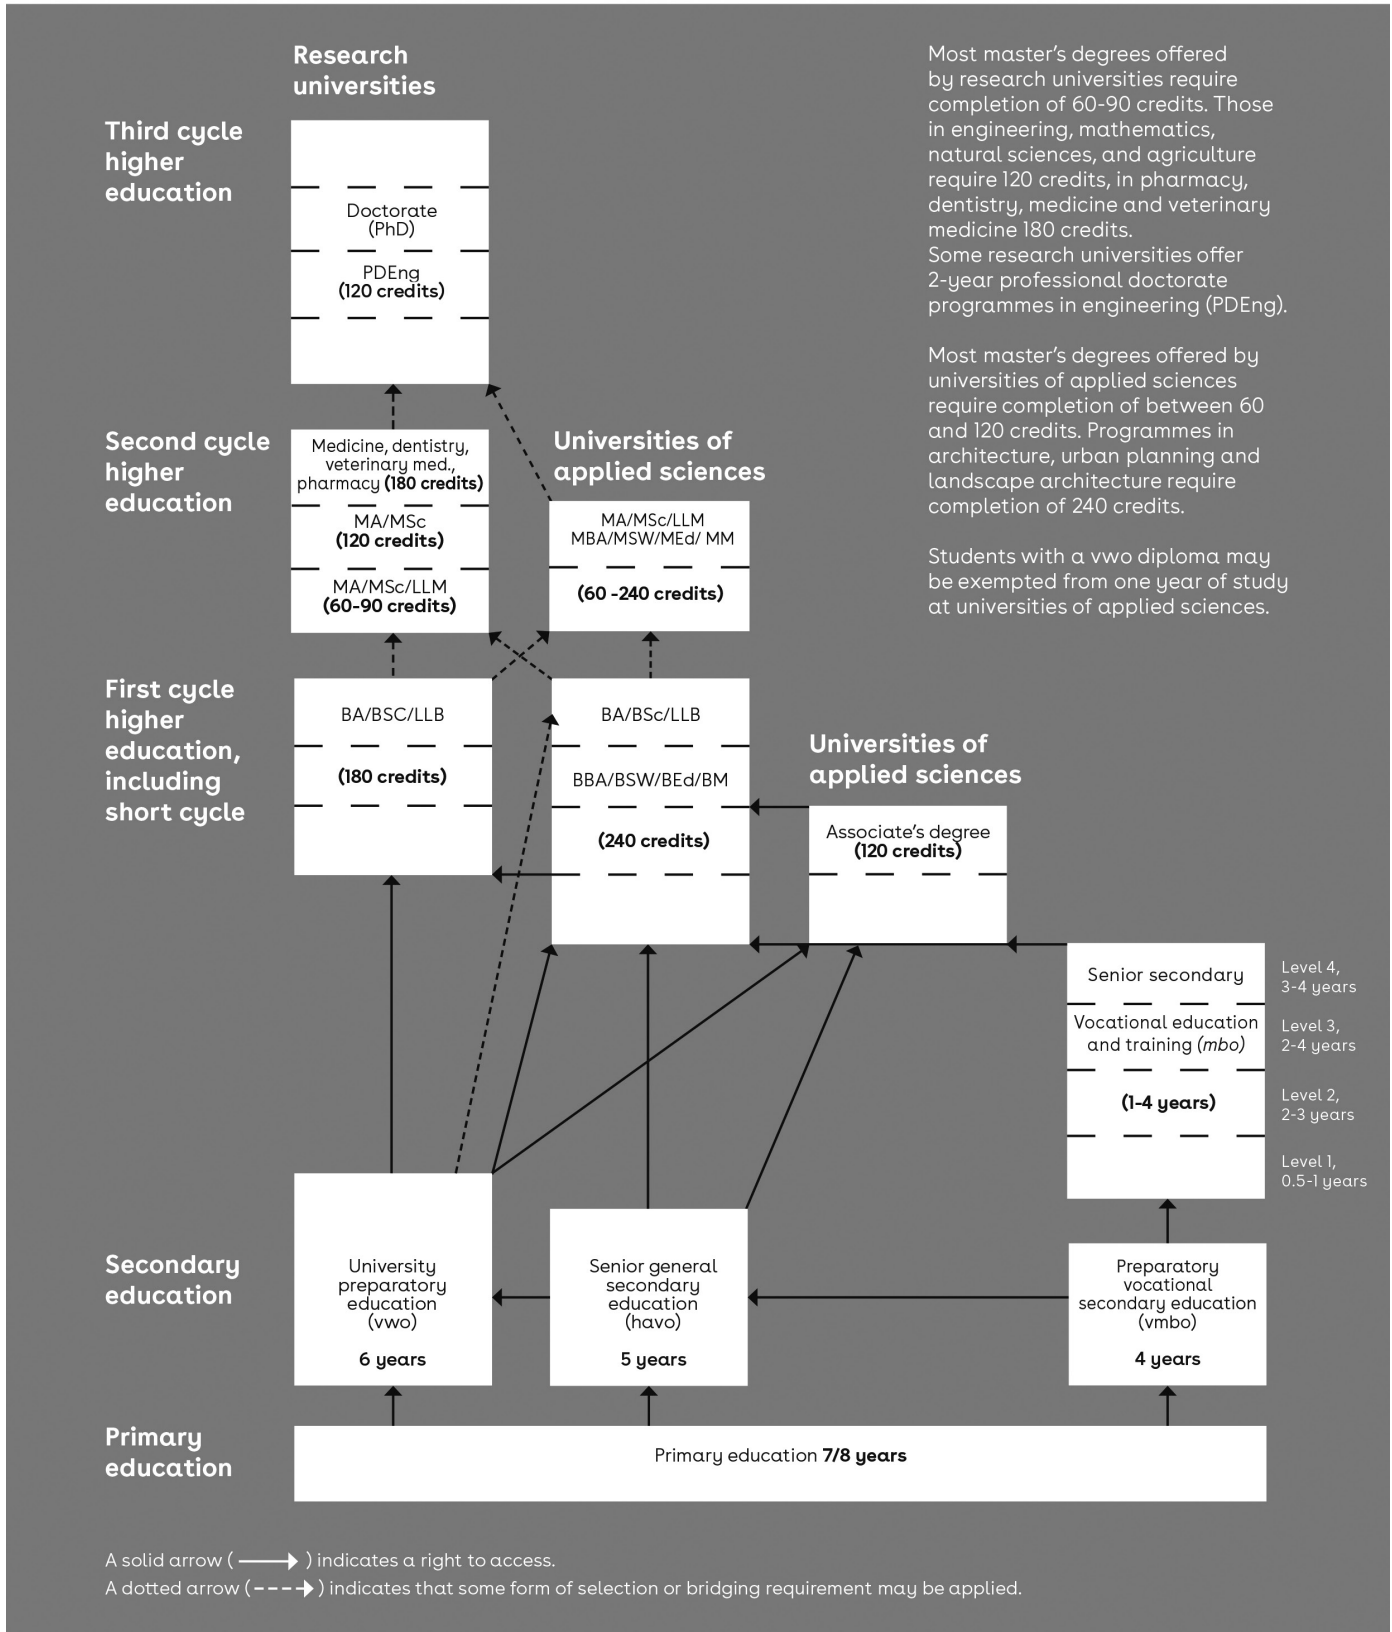 Research
universities
Third cycle
higher
education
Doctorate
(PhD)
PDEng
(120 credits)
Most master's degrees offered
by research universities require
completion of 60-90 credits. Those
in engineering, mathematics,
natural sciences, and agriculture
require 120 credits, in pharmacy,
dentistry, medicine and veterinary
medicine 180 credits.
Some research universities offer
2-year professional doctorate
programmes in engineering (PDEng).
Most master's degrees offered by
universities of applied sciences
require completion of between 60
and 120 credits. Programmes in
architecture, urban planning and
landscape architecture require
completion of 240 credits.
Students with a vwo diploma may
be exempted from one year of study
at universities of applied sciences.
Second cycle
higher
education
Medicine, dentistry,
veterinary med.,
pharmacy (180 credits)
MA/MSc
(120 credits)
MA/MSc/LLM
(60-90 credits)
Universities of
applied sciences
MA/MSc/LLM
MBA/MSW/MEd/ MM
(60 -240 credits)
First cycle
higher
education,
including
short cycle
BA/BSC/LLB
(180 credits)
BA/BSc/LLB
BBA/BSW/BEd/BM
(240 credits)
Universities of
applied sciences
Associate's degree
(120 credits)
Senior secondary
Vocational education
and training (mbo)
(1-4 years)
Level 4,
3-4 years
Level 3,
2-4 years
Level 2,
2-3 years
Level 1,
0.5-1 years
Secondary
education
University
preparatory
education
(vwo)
6 years
Senior general
secondary
education
(havo)
5 years
Preparatory
vocational
secondary education
(vmbo)
4 years
Primary
education
Primary education 7/8 years
A solid arrow ( ) indicates a right to access.
A dotted arrow ( ) indicates that some form of selection or bridging requirement may be applied.